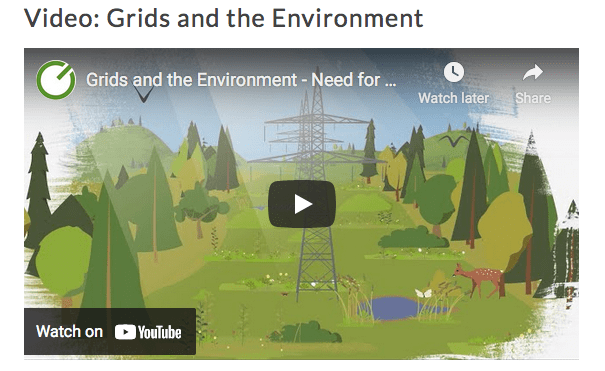 Video: Grids and the Environment
Grids and the Environment - Need for ...
Watch later
Share
Watch on YouTube